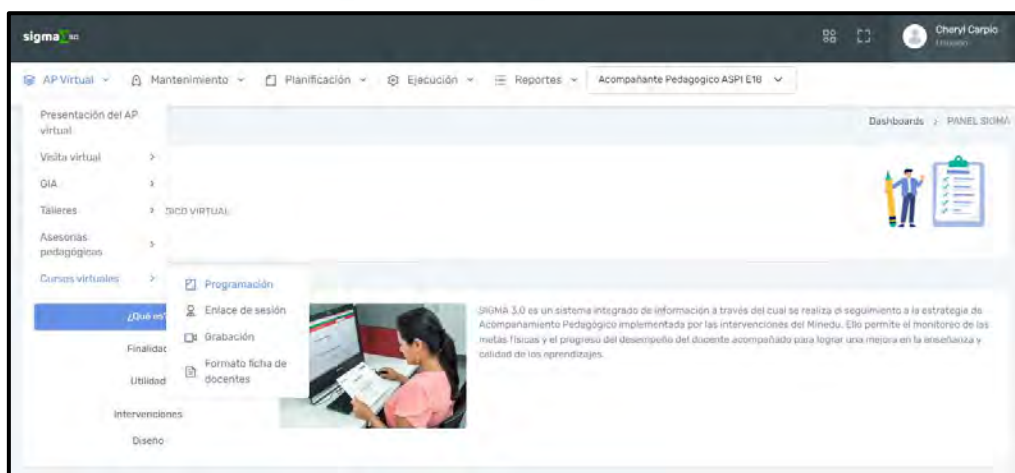 sigma 3.0
Cheryl Carpio
AP Virtual
Mantenimiento
Planificación
Ejecución
Reportes
Acompañante Pedagogico ASPI E18
Presentación del AP
virtual
Dashboards > PANEL SIGMA
Visita virtual >
GIA >
Talleres >
GICO VIRTUAL
Asesorias
pedagógicas >
Cursos virtuales >
Programación
Enlace de sesión
Grabación
Formato ficha de
docentes
¿Qué es?
Finalidad
Utilidad
Intervenciones
Diseño
SIGMA 3.0 es un sistema integrado de información a través del cual se realiza el seguimiento a la estrategia de
Acompañamiento Pedagógico implementada por las intervenciones del Minedu. Ello permite el monitoreo de las
metas físicas y el progreso del desempeño del docente acompañado para lograr una mejora en la enseñanza y
calidad de los aprendizajes.